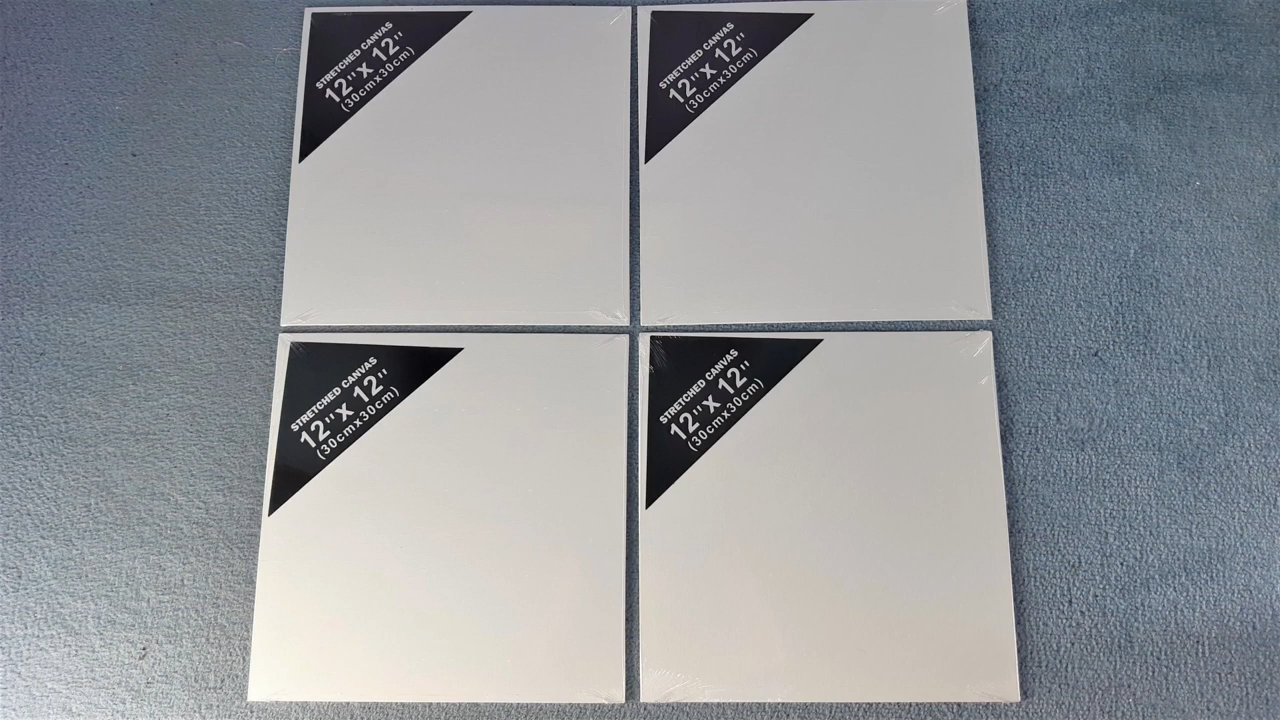 STRETCHED CANVAS
12" X 12"
(30cmx30cm)
STRETCHED CANVAS
12" X 12"
(30cmx30cm)
STRETCHED CANVAS
12" X 12"
(30cmx30cm)
STRETCHED CANVAS
12" X 12"
(30cmx30cm)